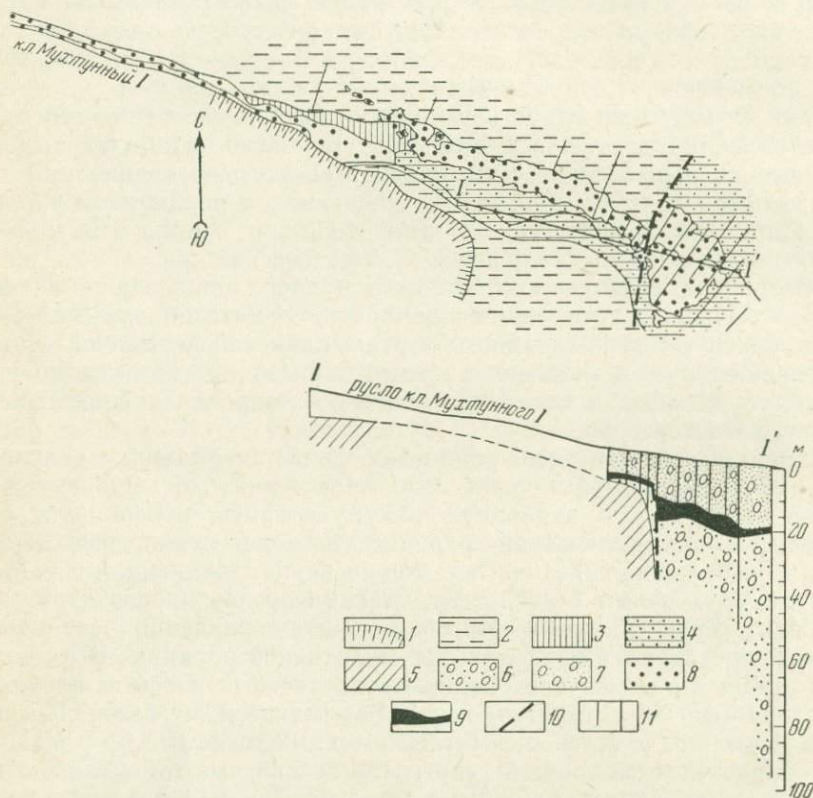 кл. Мухтунный I
С
Ю
I
I'
I
русло кл. Мухтунного I
I'
м
0
20
40
60
80
100
1 2 3 4
5 6 7 8
9 10 11